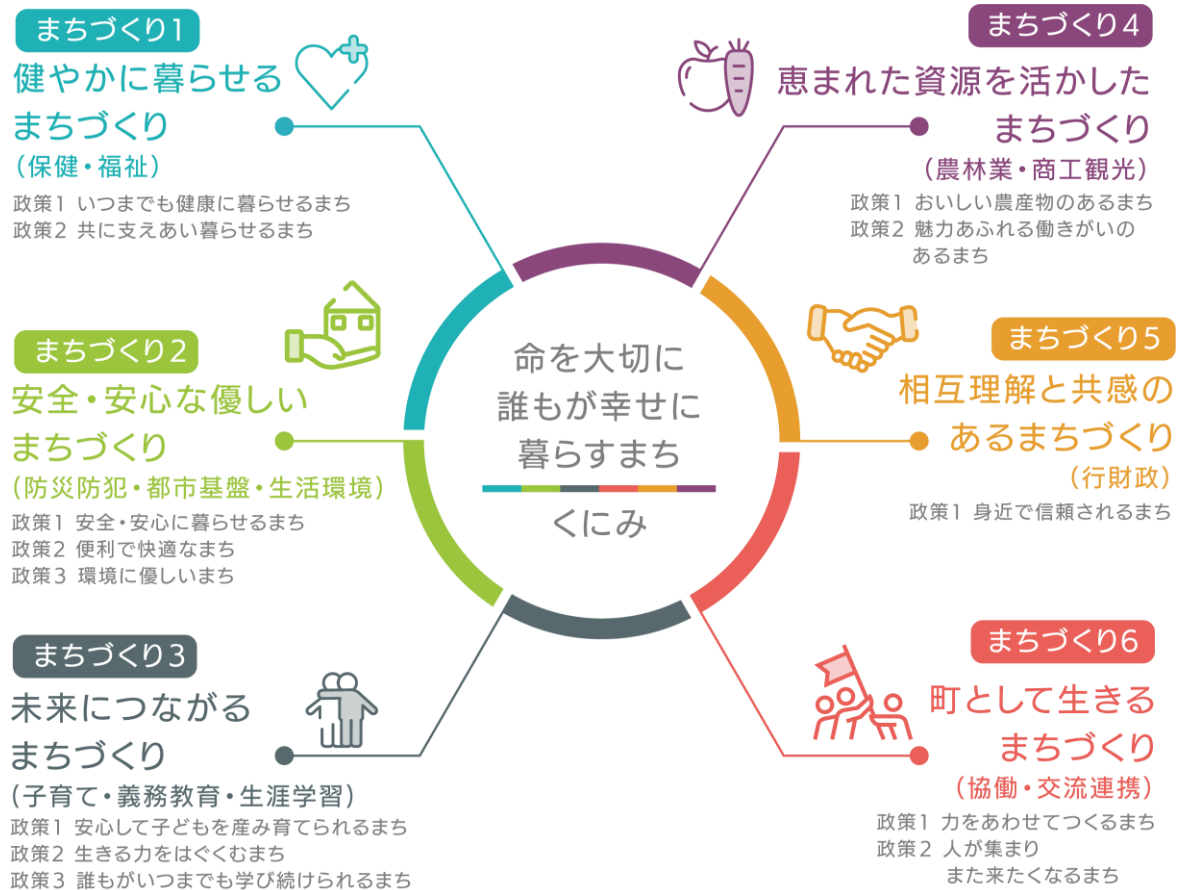 まちづくり1
健やかに暮らせる
まちづくり
(保健・福祉)
政策1 いつまでも健康に暮らせるまち
政策2 共に支えあい暮らせるまち
まちづくり2
安全・安心な優しい
まちづくり
(防災防犯・都市基盤・生活環境)
政策1 安全・安心に暮らせるまち
政策2 便利で快適なまち
政策3 環境に優しいまち
まちづくり3
未来につながる
まちづくり
(子育て・義務教育・生涯学習)
政策1 安心して子どもを産み育てられるまち
政策2 生きる力をはぐくむまち
政策3 誰もがいつまでも学び続けられるまち
命を大切に
誰もが幸せに
暮らすまち
くにみ
まちづくり4
恵まれた資源を活かした
まちづくり
(農林業・商工観光)
政策1 おいしい農産物のあるまち
政策2 魅力あふれる働きがいの
あるまち
まちづくり5
相互理解と共感の
あるまちづくり
(行財政)
政策1 身近で信頼されるまち
まちづくり6
町として生きる
まちづくり
(協働・交流連携)
政策1 力をあわせてつくるまち
政策2 人が集まり
また来たくなるまち